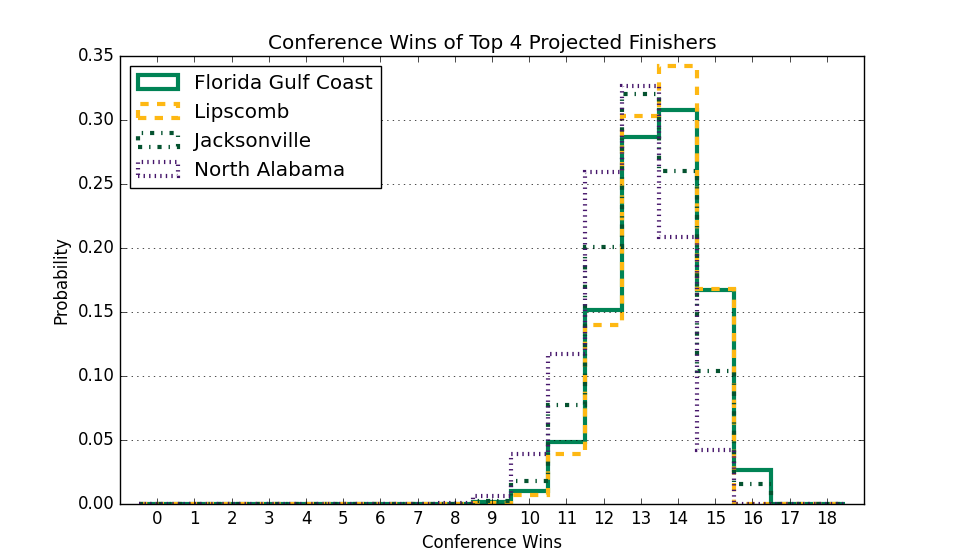 Conference Wins of Top 4 Projected Finishers
Florida Gulf Coast
Lipscomb
Jacksonville
North Alabama
Probability
0.35
0.30
0.25
0.20
0.15
0.10
0.05
0.00
0 1 2 3 4 5 6 7 8 9 10 11 12 13 14 15 16 17 18
Conference Wins